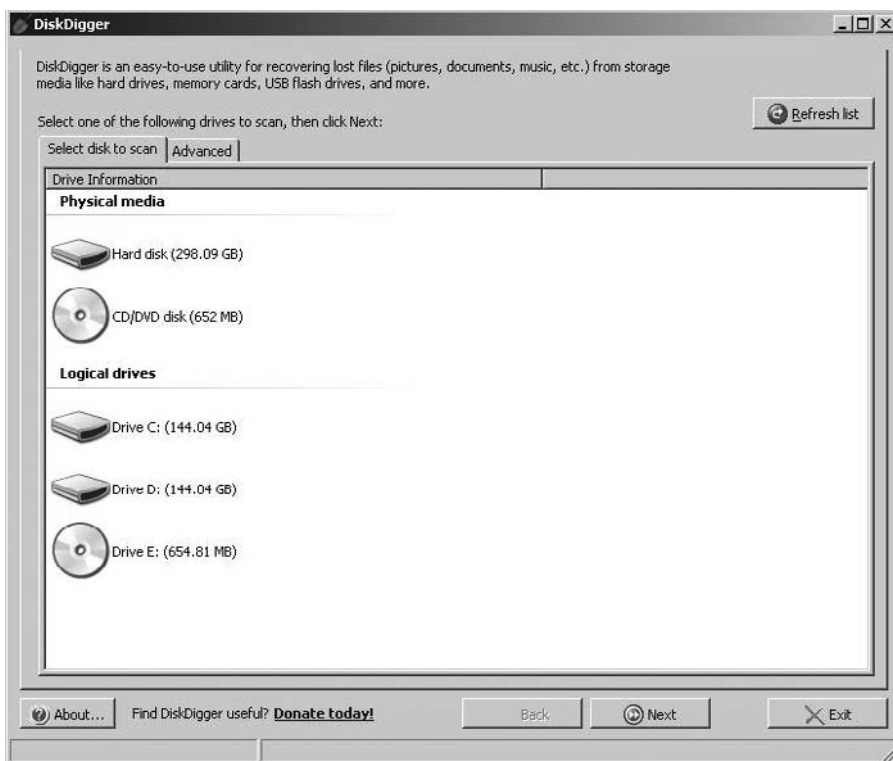 DiskDigger
DiskDigger is an easy-to-use utility for recovering lost files (pictures, documents, music, etc.) from storage
media like hard drives, memory cards, USB flash drives, and more.
Refresh list
Select one of the following drives to scan, then click Next:
Select disk to scan Advanced
Drive Information
Physical media
Hard disk (298.09 GB)
CD/DVD disk (652 MB)
Logical drives
Drive C: (144.04 GB)
Drive D: (144.04 GB)
Drive E: (654.81 MB)
About... Find DiskDigger useful? Donate today! Back Next Exit